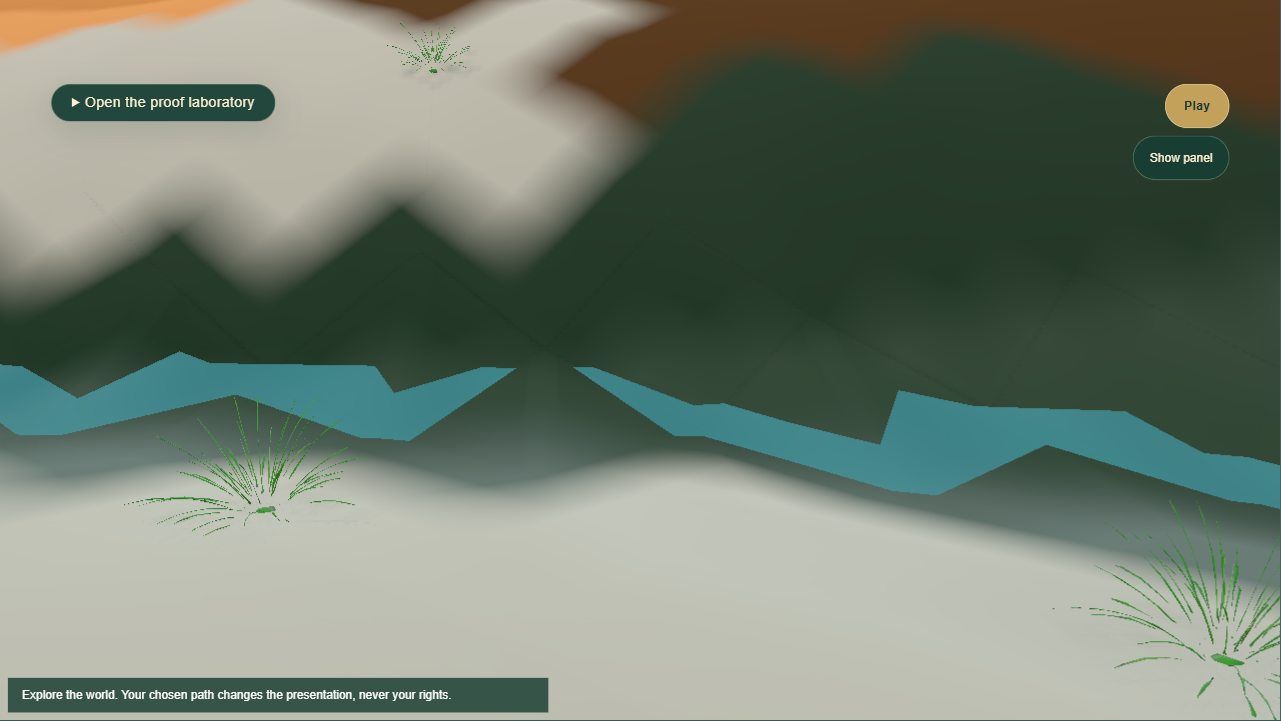 ▶ Open the proof laboratory
Play
Show panel
Explore the world. Your chosen path changes the presentation, never your rights.